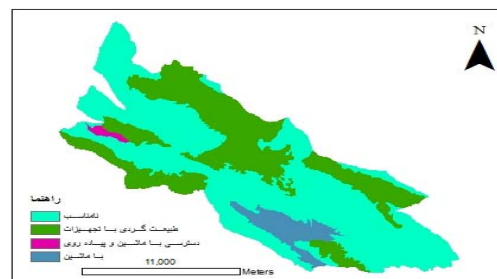 N
راهنما
نامناسب
طبیعت گردی با تجهیزات
دسترسی با ماشین و پیاده روی
با ماشین
11,000
Meters